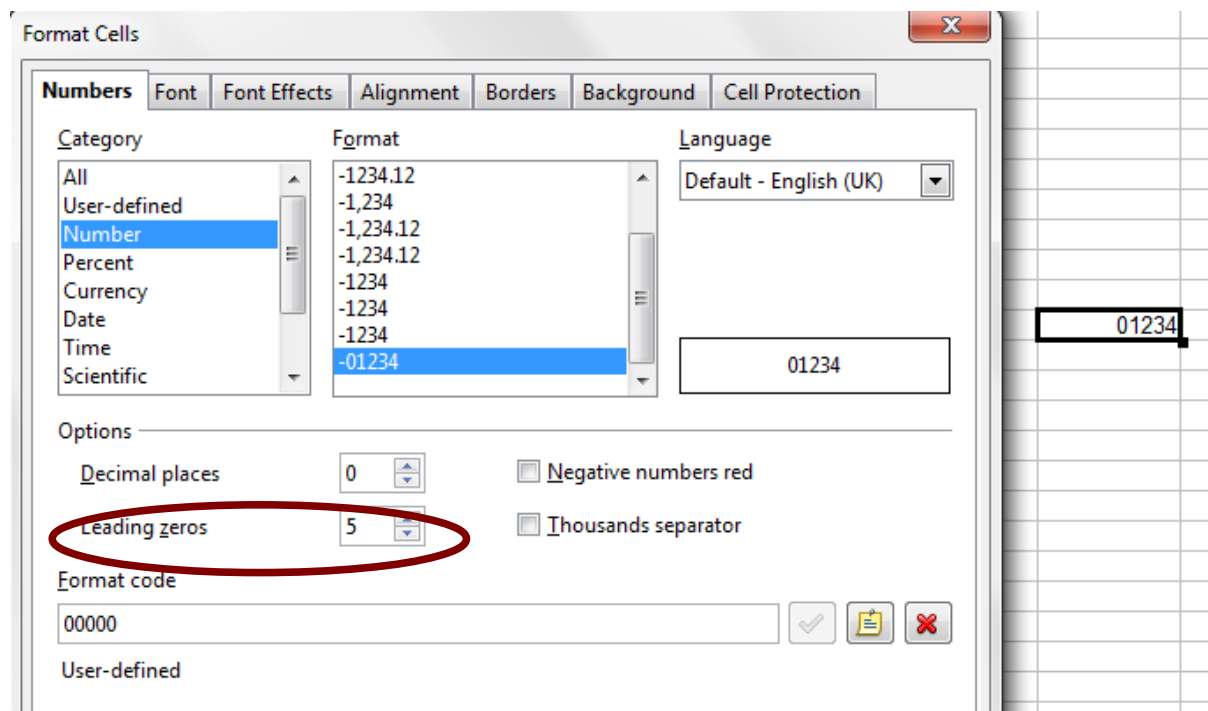 Format Cells
Numbers Font Font Effects Alignment Borders Background Cell Protection
Category
All
User-defined
Number
Percent
Currency
Date
Time
Scientific
Format
-1234.12
-1,234
-1,234.12
-1,234.12
-1234
-1234
-1234
-01234
Language
Default - English (UK)
01234
01234
Options
Decimal places 0 Negative numbers red
Leading zeros 5 Thousands separator
Format code
00000
User-defined